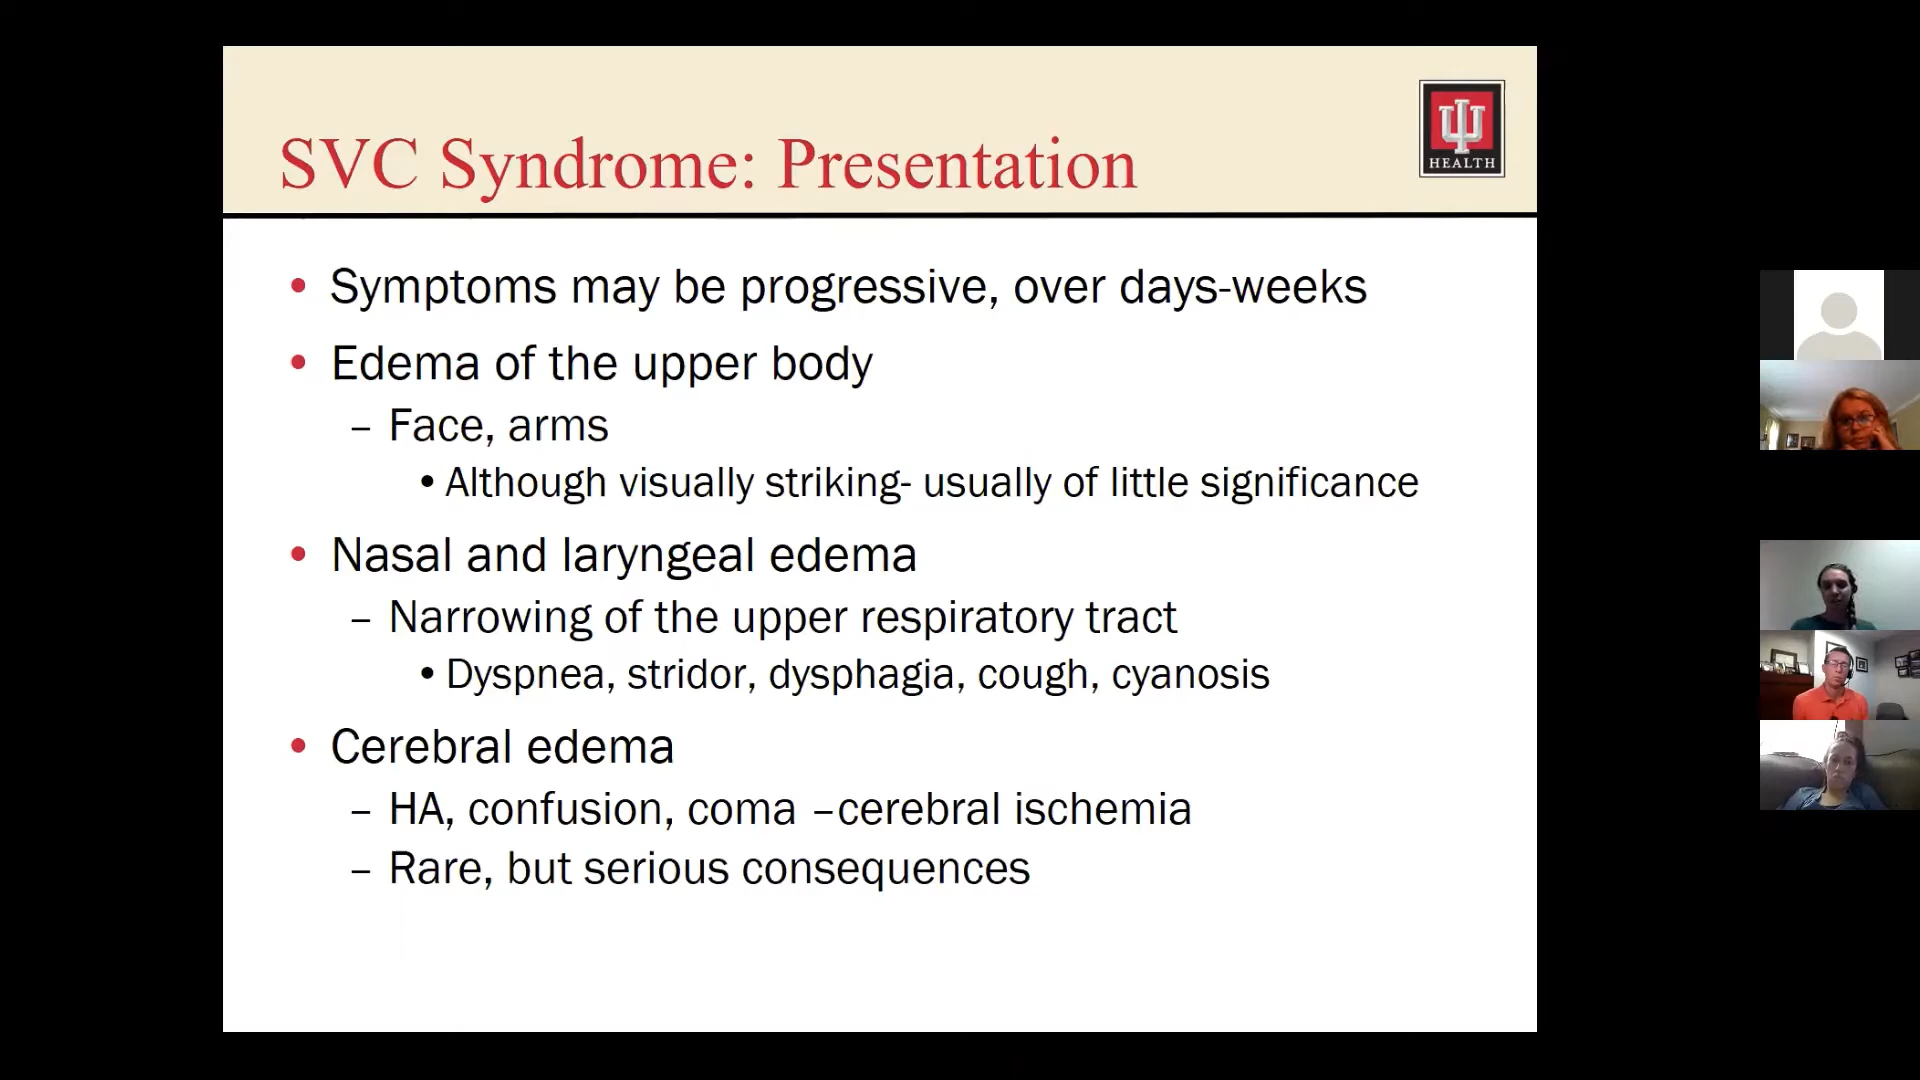 SVC Syndrome: Presentation
HEALTH
• Symptoms may be progressive, over days-weeks
• Edema of the upper body
– Face, arms
• Although visually striking- usually of little significance
• Nasal and laryngeal edema
– Narrowing of the upper respiratory tract
• Dyspnea, stridor, dysphagia, cough, cyanosis
• Cerebral edema
– HA, confusion, coma –cerebral ischemia
– Rare, but serious consequences